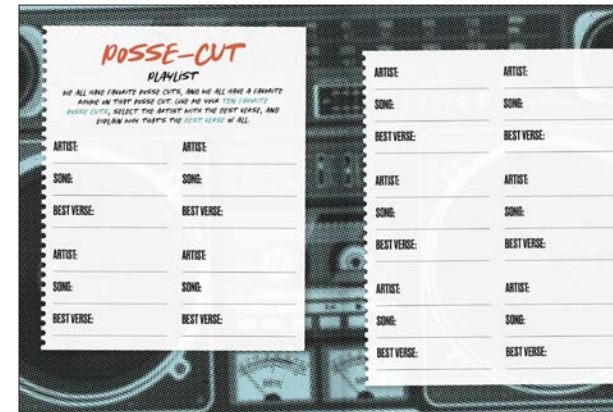 POSSE-CUT
PLAYLIST
WE ALL HAVE FAVORITE POSSE CUTS, AND WE ALL HAVE A FAVORITE
RHYME ON THAT POSSE CUT. GIVE ME YOUR TEN FAVORITE
POSSE CUTS, SELECT THE ARTIST WITH THE BEST VERSE, AND
EXPLAIN WHY THAT'S THE BEST VERSE OF ALL.
ARTIST: ARTIST:
SONG: SONG:
BEST VERSE: BEST VERSE:
ARTIST: ARTIST:
SONG: SONG:
BEST VERSE: BEST VERSE:
ARTIST: ARTIST:
SONG: SONG:
BEST VERSE: BEST VERSE:
ARTIST: ARTIST:
SONG: SONG:
BEST VERSE: BEST VERSE:
ARTIST: ARTIST:
SONG: SONG:
BEST VERSE: BEST VERSE: